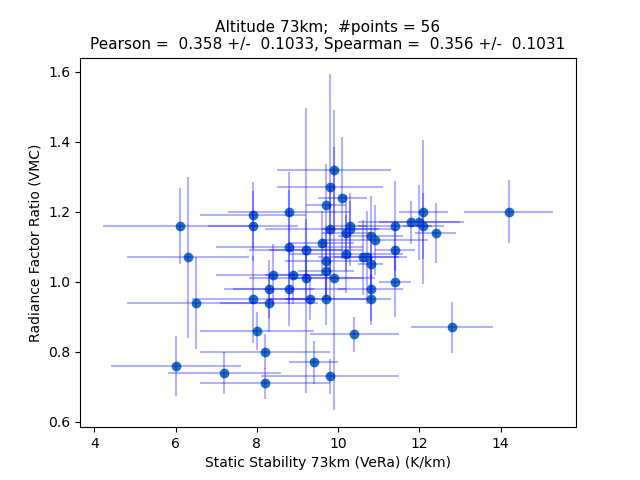 Altitude 73km;  #points = 56
Pearson =  0.358 +/-  0.1033, Spearman =  0.356 +/-  0.1031
Radiance Factor Ratio (VMC)
1.6
1.4
1.2
1.0
0.8
0.6
4 6 8 10 12 14
Static Stability 73km (VeRa) (K/km)